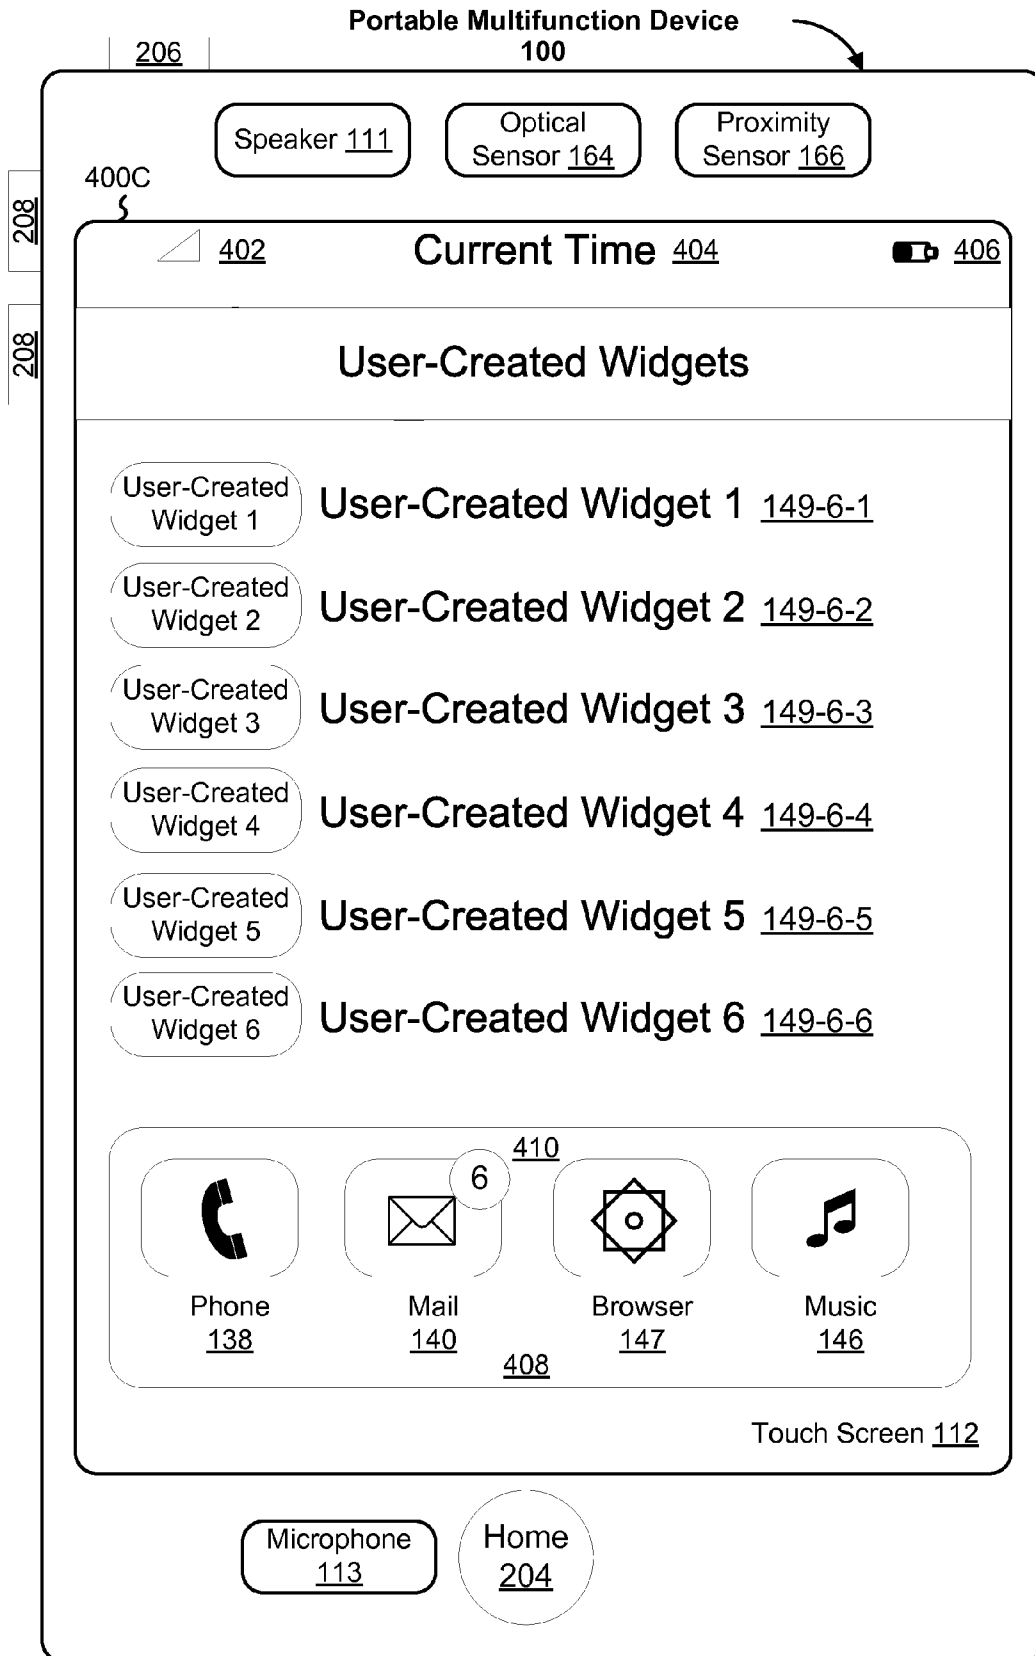 Portable Multifunction Device
100
206
Speaker 111
Optical
Sensor 164
Proximity
Sensor 166
400C
208
208
402
Current Time 404
406
User-Created Widgets
User-Created
Widget 1
User-Created Widget 1 149-6-1
User-Created
Widget 2
User-Created Widget 2 149-6-2
User-Created
Widget 3
User-Created Widget 3 149-6-3
User-Created
Widget 4
User-Created Widget 4 149-6-4
User-Created
Widget 5
User-Created Widget 5 149-6-5
User-Created
Widget 6
User-Created Widget 6 149-6-6
410
6
Phone
138
Mail
140
Browser
147
Music
146
408
Touch Screen 112
Microphone
113
Home
204